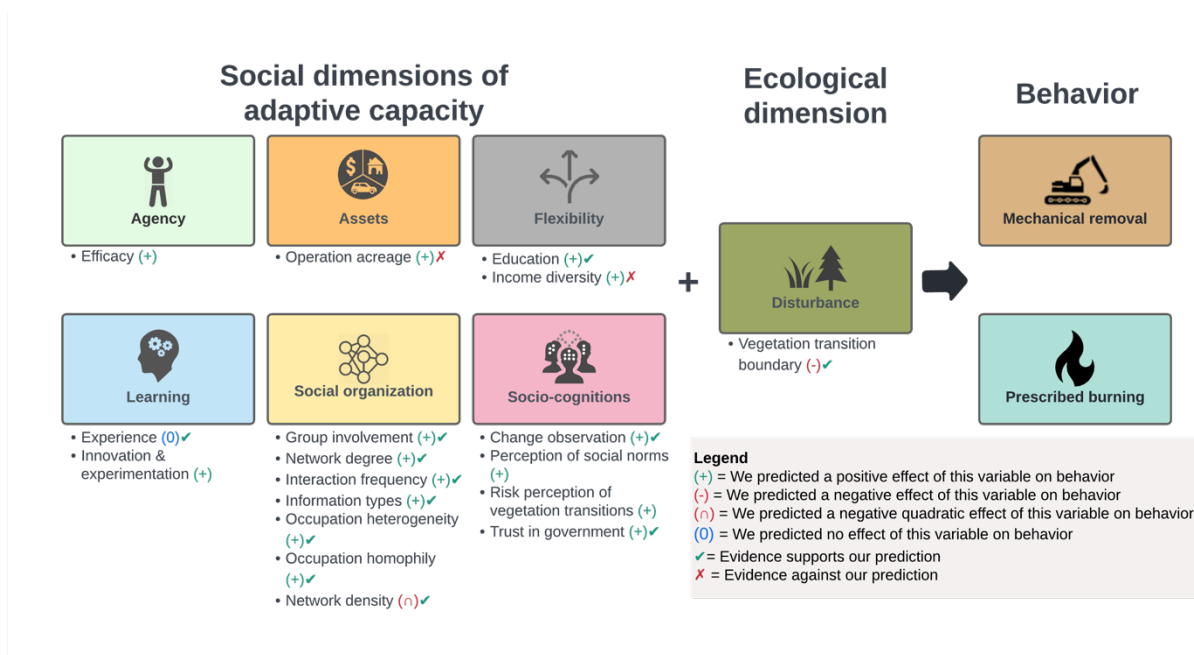 Social dimensions of
adaptive capacity
Ecological
dimension
Behavior
Agency
• Efficacy (+)
Assets
• Operation acreage (+)✗
Flexibility
• Education (+)✔
• Income diversity (+)✗
Learning
• Experience (0)✔
• Innovation &
experimentation (+)
Social organization
• Group involvement (+)✔
• Network degree (+)✔
• Interaction frequency (+)✔
• Information types (+)✔
• Occupation heterogeneity
(+)✔
• Occupation homophily
(+)✔
• Network density (∩)✔
Socio-cognitions
• Change observation (+)✔
• Perception of social norms
(+)
• Risk perception of
vegetation transitions (+)
• Trust in government (+)✔
+
Disturbance
• Vegetation transition
boundary (-)✔
Mechanical removal
Prescribed burning
Legend
(+) = We predicted a positive effect of this variable on behavior
(-) = We predicted a negative effect of this variable on behavior
(∩) = We predicted a negative quadratic effect of this variable on behavior
(0) = We predicted no effect of this variable on behavior
✔= Evidence supports our prediction
✗ = Evidence against our prediction